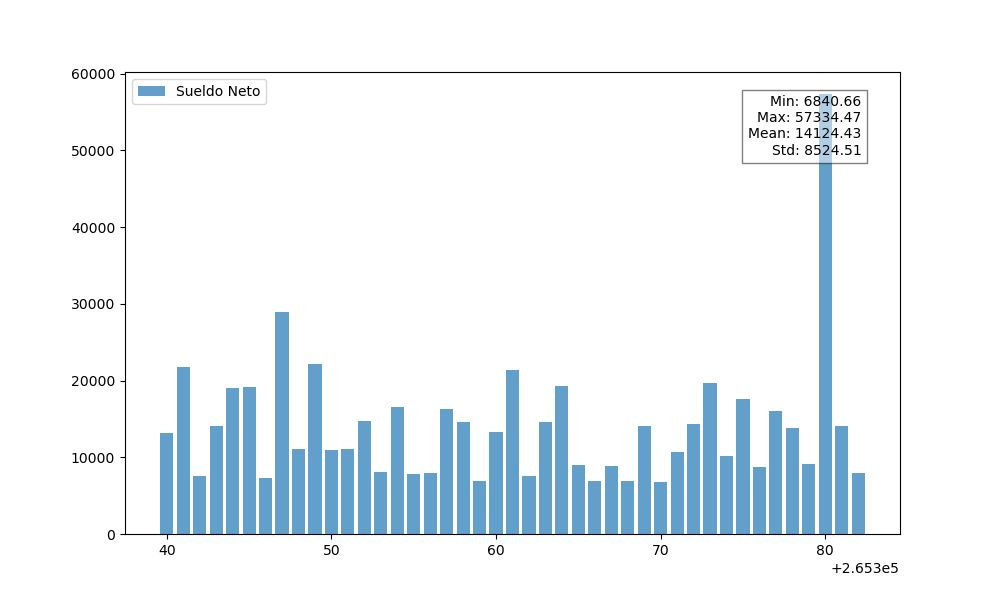 Sueldo Neto
Min: 6840.66
Max: 57334.47
Mean: 14124.43
Std: 8524.51
60000
50000
40000
30000
20000
10000
0
40 50 60 70 80
+2.653e5